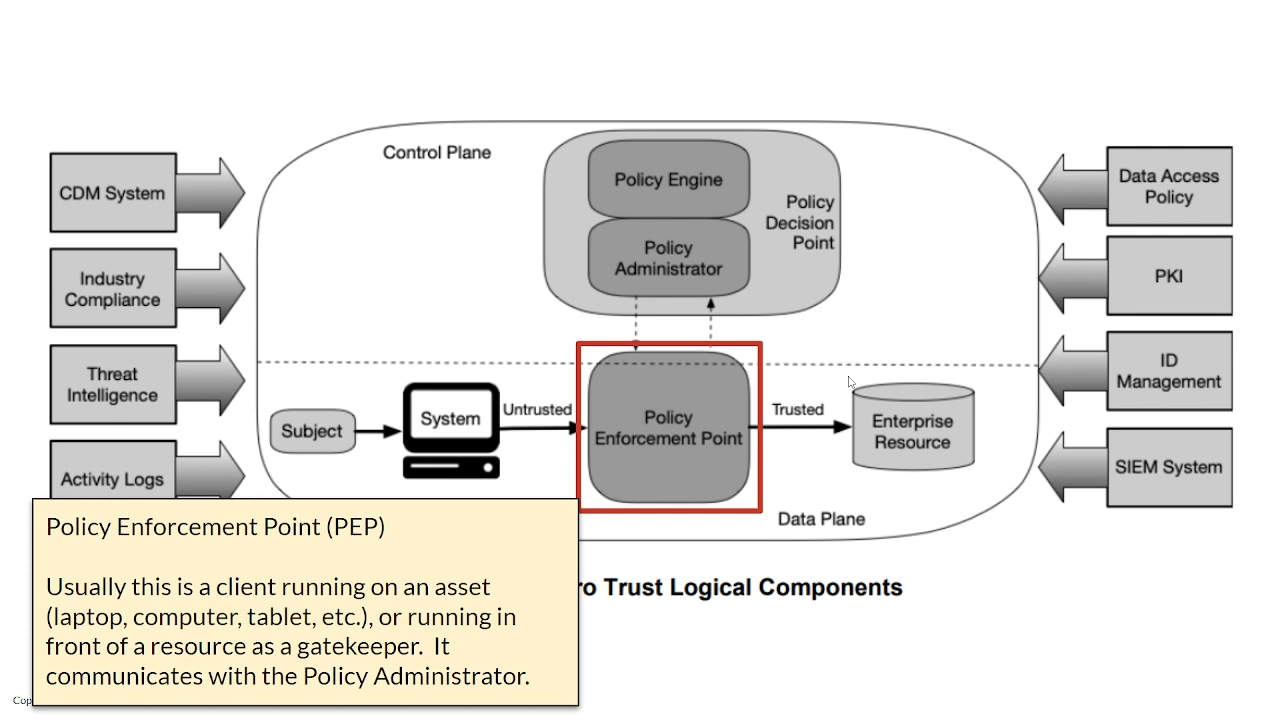 Control Plane
CDM System
Industry
Compliance
Threat
Intelligence
Activity Logs
Policy Engine
Policy
Administrator
Policy
Decision
Point
Data Access
Policy
PKI
ID
Management
SIEM System
Subject
System
Untrusted
Policy
Enforcement Point
Trusted
Enterprise
Resource
Data Plane
Trust Logical Components
Policy Enforcement Point (PEP)
Usually this is a client running on an asset
(laptop, computer, tablet, etc.), or running in
front of a resource as a gatekeeper.  It
communicates with the Policy Administrator.